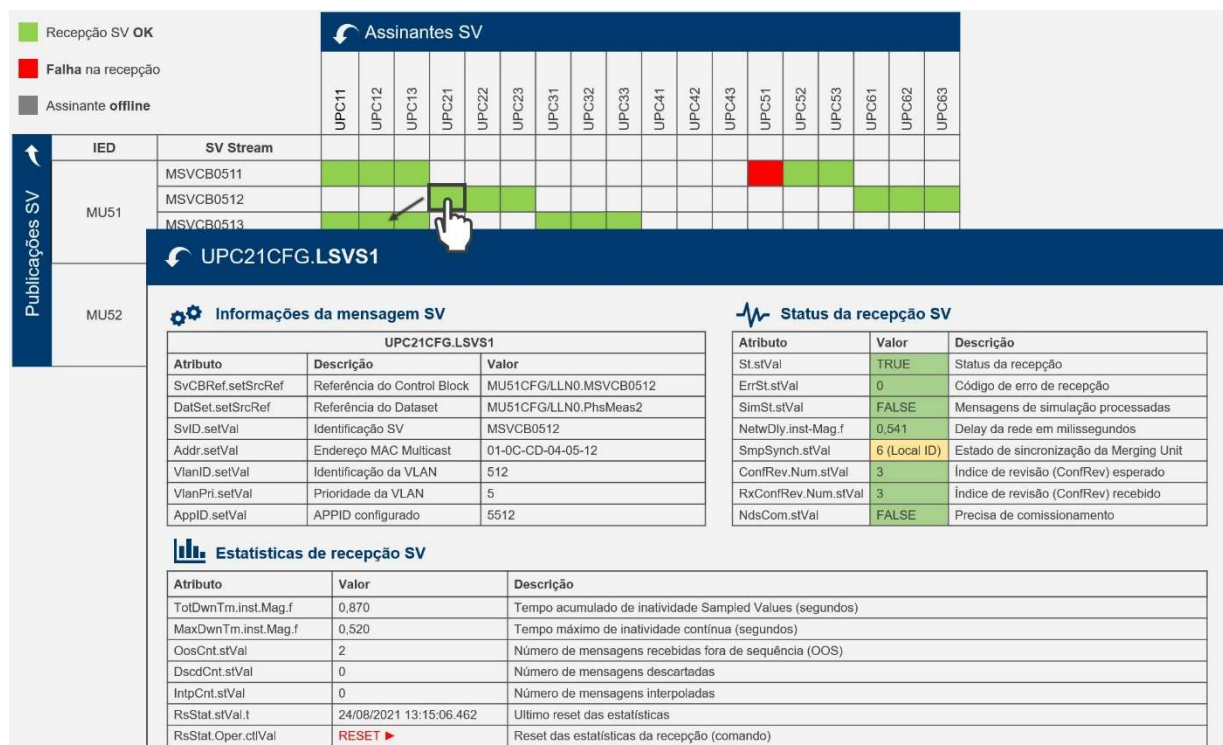 Recepção SV OK
Falha na recepção
Assinante offline
Assinantes SV
UPC11 UPC12 UPC13 UPC21 UPC22 UPC23 UPC31 UPC32 UPC33 UPC41 UPC42 UPC43 UPC51 UPC52 UPC53 UPC61 UPC62 UPC63
Publicações SV
IED SV Stream
MU51
MSVCB0511
MSVCB0512
MSVCB0513
MU52
UPC21CFG.LSVS1
Informações da mensagem SV
UPC21CFG.LSVS1
Atributo Descrição Valor
SvCBRef.setSrcRef Referência do Control Block MU51CFG/LLN0.MSVCB0512
DatSet.setSrcRef Referência do Dataset MU51CFG/LLN0.PhsMeas2
SvID.setVal Identificação SV MSVCB0512
Addr.setVal Endereço MAC Multicast 01-0C-CD-04-05-12
VlanID.setVal Identificação da VLAN 512
VlanPri.setVal Prioridade da VLAN 5
AppID.setVal APPID configurado 5512
Status da recepção SV
Atributo Valor Descrição
St.stVal TRUE Status da recepção
ErrSt.stVal 0 Código de erro de recepção
SimSt.stVal FALSE Mensagens de simulação processadas
NetwDly.inst-Mag.f 0,541 Delay da rede em milissegundos
SmpSynch.stVal 6 (Local ID) Estado de sincronização da Merging Unit
ConfRev.Num.stVal 3 Índice de revisão (ConfRev) esperado
RxConfRev.Num.stVal 3 Índice de revisão (ConfRev) recebido
NdsCom.stVal FALSE Precisa de comissionamento
Estatísticas de recepção SV
Atributo Valor Descrição
TotDwnTm.inst.Mag.f 0,870 Tempo acumulado de inatividade Sampled Values (segundos)
MaxDwnTm.inst.Mag.f 0,520 Tempo máximo de inatividade contínua (segundos)
OosCnt.stVal 2 Número de mensagens recebidas fora de sequência (OOS)
DscdCnt.stVal 0 Número de mensagens descartadas
IntpCnt.stVal 0 Número de mensagens interpoladas
RsStat.stVal.t 24/08/2021 13:15:06.462 Ultimo reset das estatísticas
RsStat.Oper.ctlVal RESET ► Reset das estatísticas da recepção (comando)